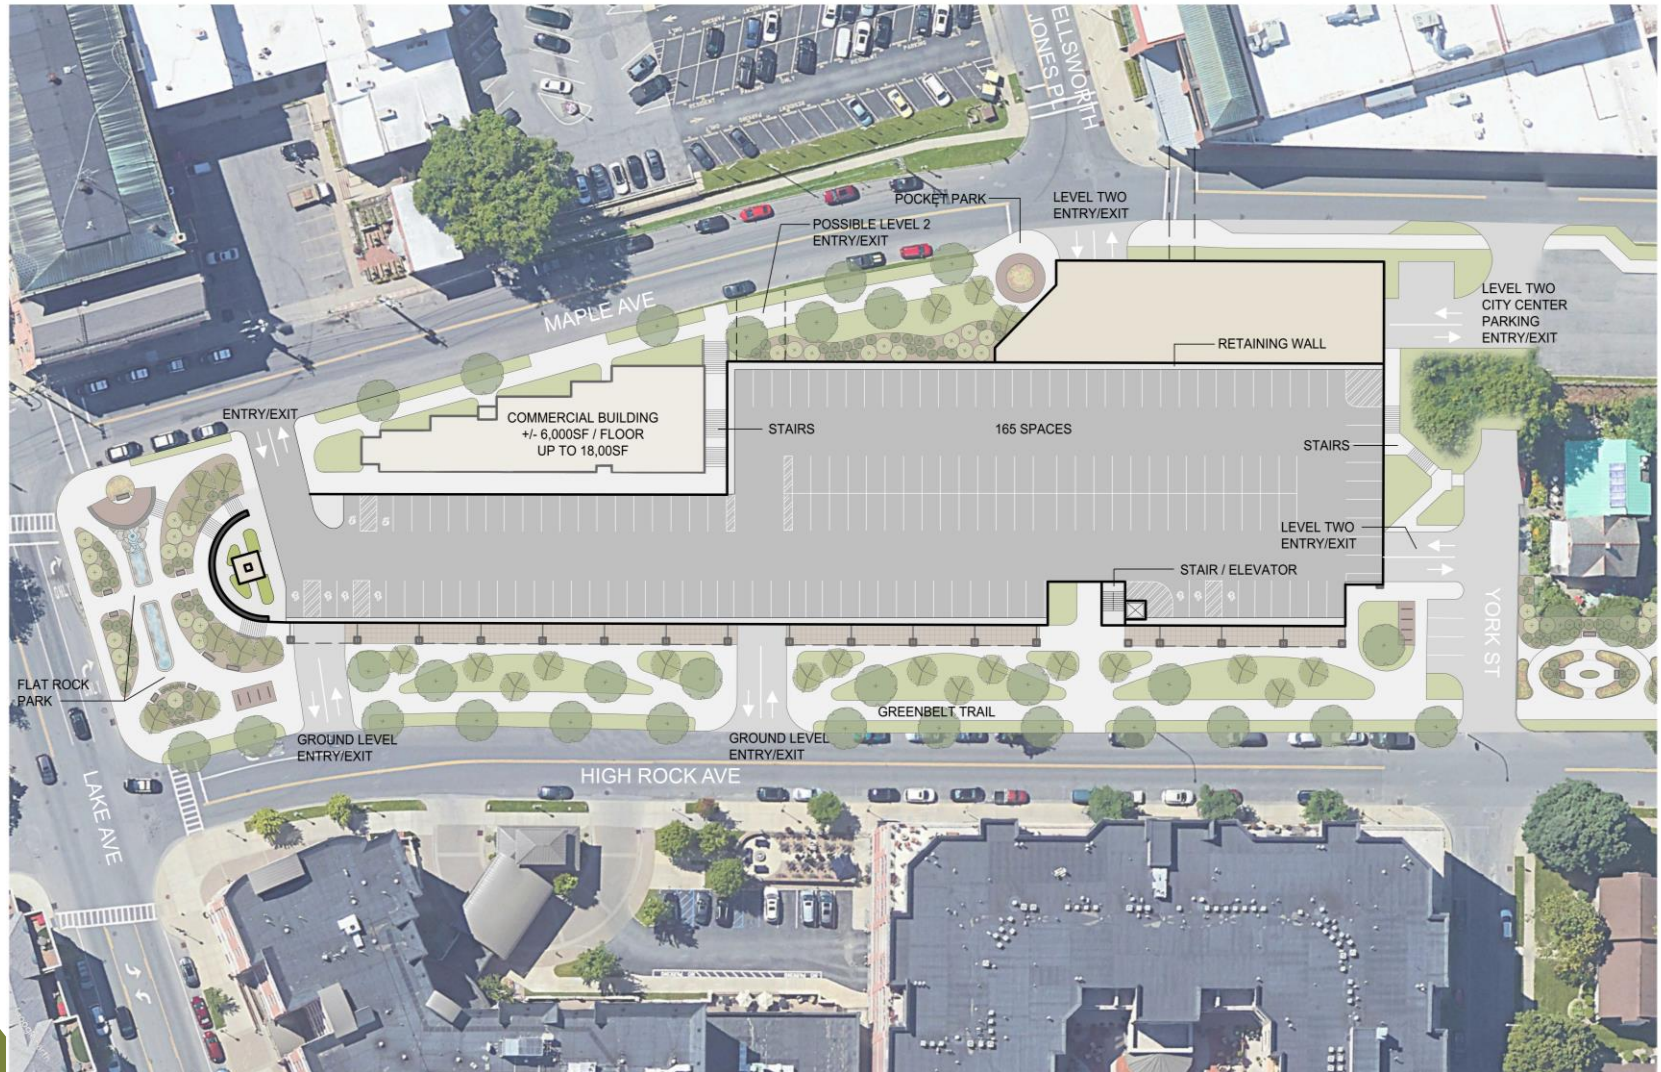 ELLSWORTH
JONES PL
POCKET PARK
LEVEL TWO
ENTRY/EXIT
POSSIBLE LEVEL 2
ENTRY/EXIT
MAPLE AVE
LEVEL TWO
CITY CENTER
PARKING
ENTRY/EXIT
RETAINING WALL
ENTRY/EXIT
COMMERCIAL BUILDING
+/- 6,000SF / FLOOR
UP TO 18,00SF
STAIRS
165 SPACES
STAIRS
LEVEL TWO
ENTRY/EXIT
STAIR / ELEVATOR
YORK ST
FLAT ROCK
PARK
GREENBELT TRAIL
GROUND LEVEL
ENTRY/EXIT
GROUND LEVEL
ENTRY/EXIT
HIGH ROCK AVE
LAKE AVE